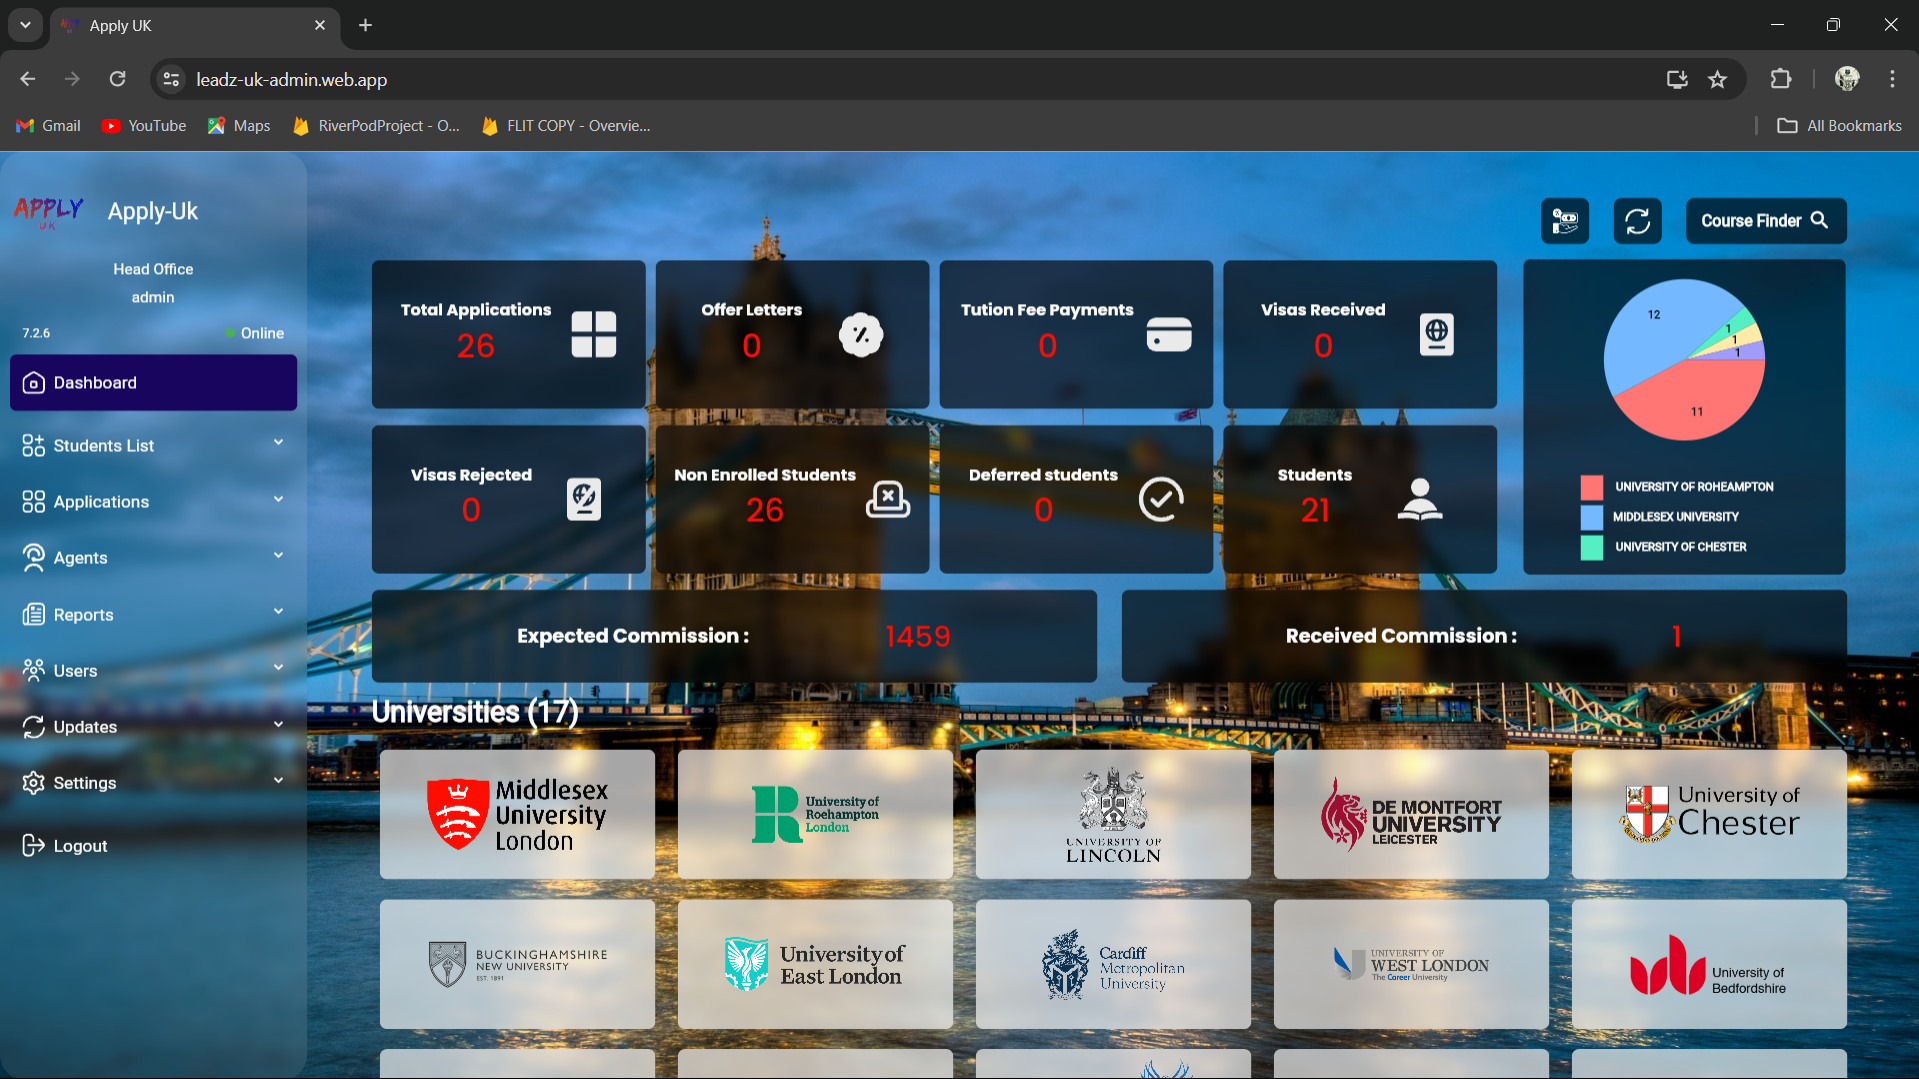 Apply UK
leadz-uk-admin.web.app
Gmail
YouTube
Maps
RiverPodProject - O...
FLIT COPY - Overvie...
All Bookmarks
APPLY
UK
Apply-Uk
Head Office
admin
7.2.6
Online
Dashboard
Students List
Applications
Agents
Reports
Users
Updates
Settings
Logout
Course Finder
Total Applications
26
Offer Letters
0
Tution Fee Payments
0
Visas Received
0
Visas Rejected
0
Non Enrolled Students
26
Deferred students
0
Students
21
12
1
1
1
11
UNIVERSITY OF ROHEAMPTON
MIDDLESEX UNIVERSITY
UNIVERSITY OF CHESTER
Expected Commission :
1459
Received Commission :
1
Universities (17)
Middlesex
University
London
University of
Roehampton
London
UNIVERSITY OF
LINCOLN
DE MONTFORT
UNIVERSITY
LEICESTER
University of
Chester
BUCKINGHAMSHIRE
NEW UNIVERSITY
EST. 1891
University of
East London
Cardiff
Metropolitan
University
UNIVERSITY OF
WEST LONDON
The Career University
University of
Bedfordshire